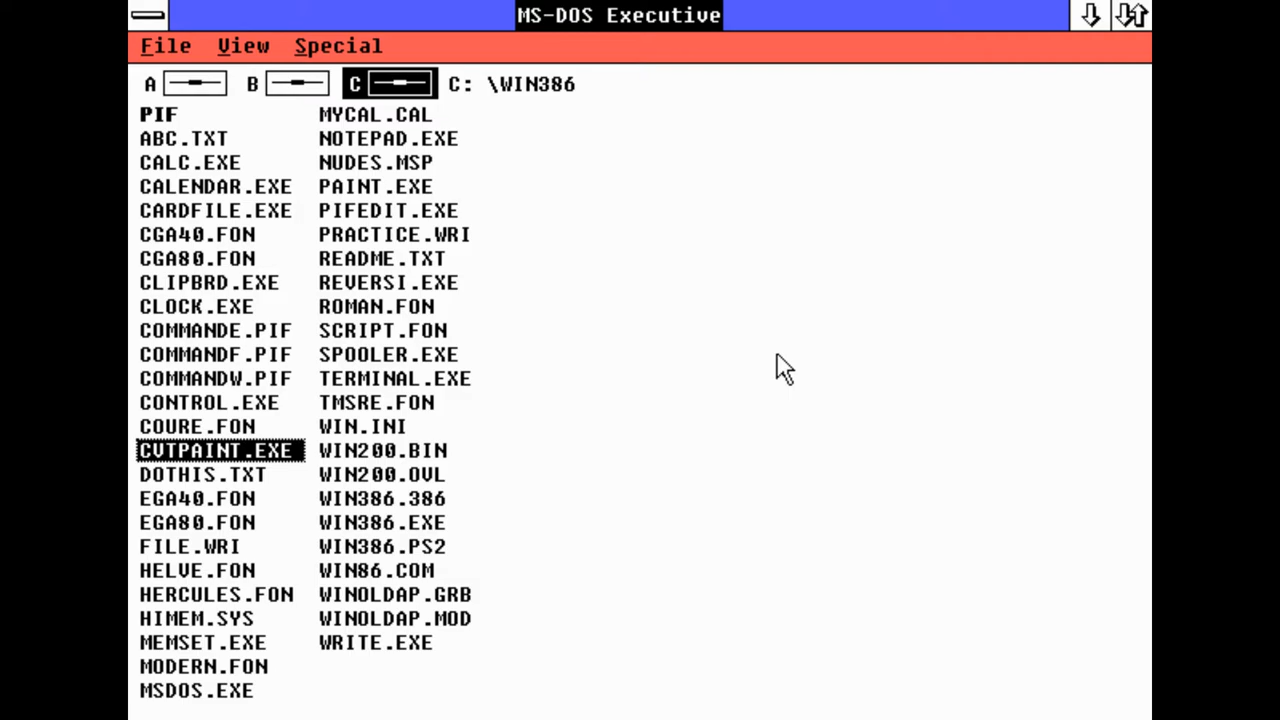 MS-DOS Executive
File View Special
A B C C: \WIN386
PIF
ABC.TXT
CALC.EXE
CALENDAR.EXE
CARDFILE.EXE
CGA40.FON
CGA80.FON
CLIPBRD.EXE
CLOCK.EXE
COMMANDE.PIF
COMMANDF.PIF
COMMANDW.PIF
CONTROL.EXE
COURE.FON
CVTPAINT.EXE
DOTHIS.TXT
EGA40.FON
EGA80.FON
FILE.WRI
HELVE.FON
HERCULES.FON
HIMEM.SYS
MEMSET.EXE
MODERN.FON
MSDOS.EXE
MYCAL.CAL
NOTEPAD.EXE
NUDES.MSP
PAINT.EXE
PIFEDIT.EXE
PRACTICE.WRI
README.TXT
REVERSI.EXE
ROMAN.FON
SCRIPT.FON
SPOOLER.EXE
TERMINAL.EXE
TMSRE.FON
WIN.INI
WIN200.BIN
WIN200.OVL
WIN386.386
WIN386.EXE
WIN386.PS2
WIN86.COM
WINOLDAP.GRB
WINOLDAP.MOD
WRITE.EXE